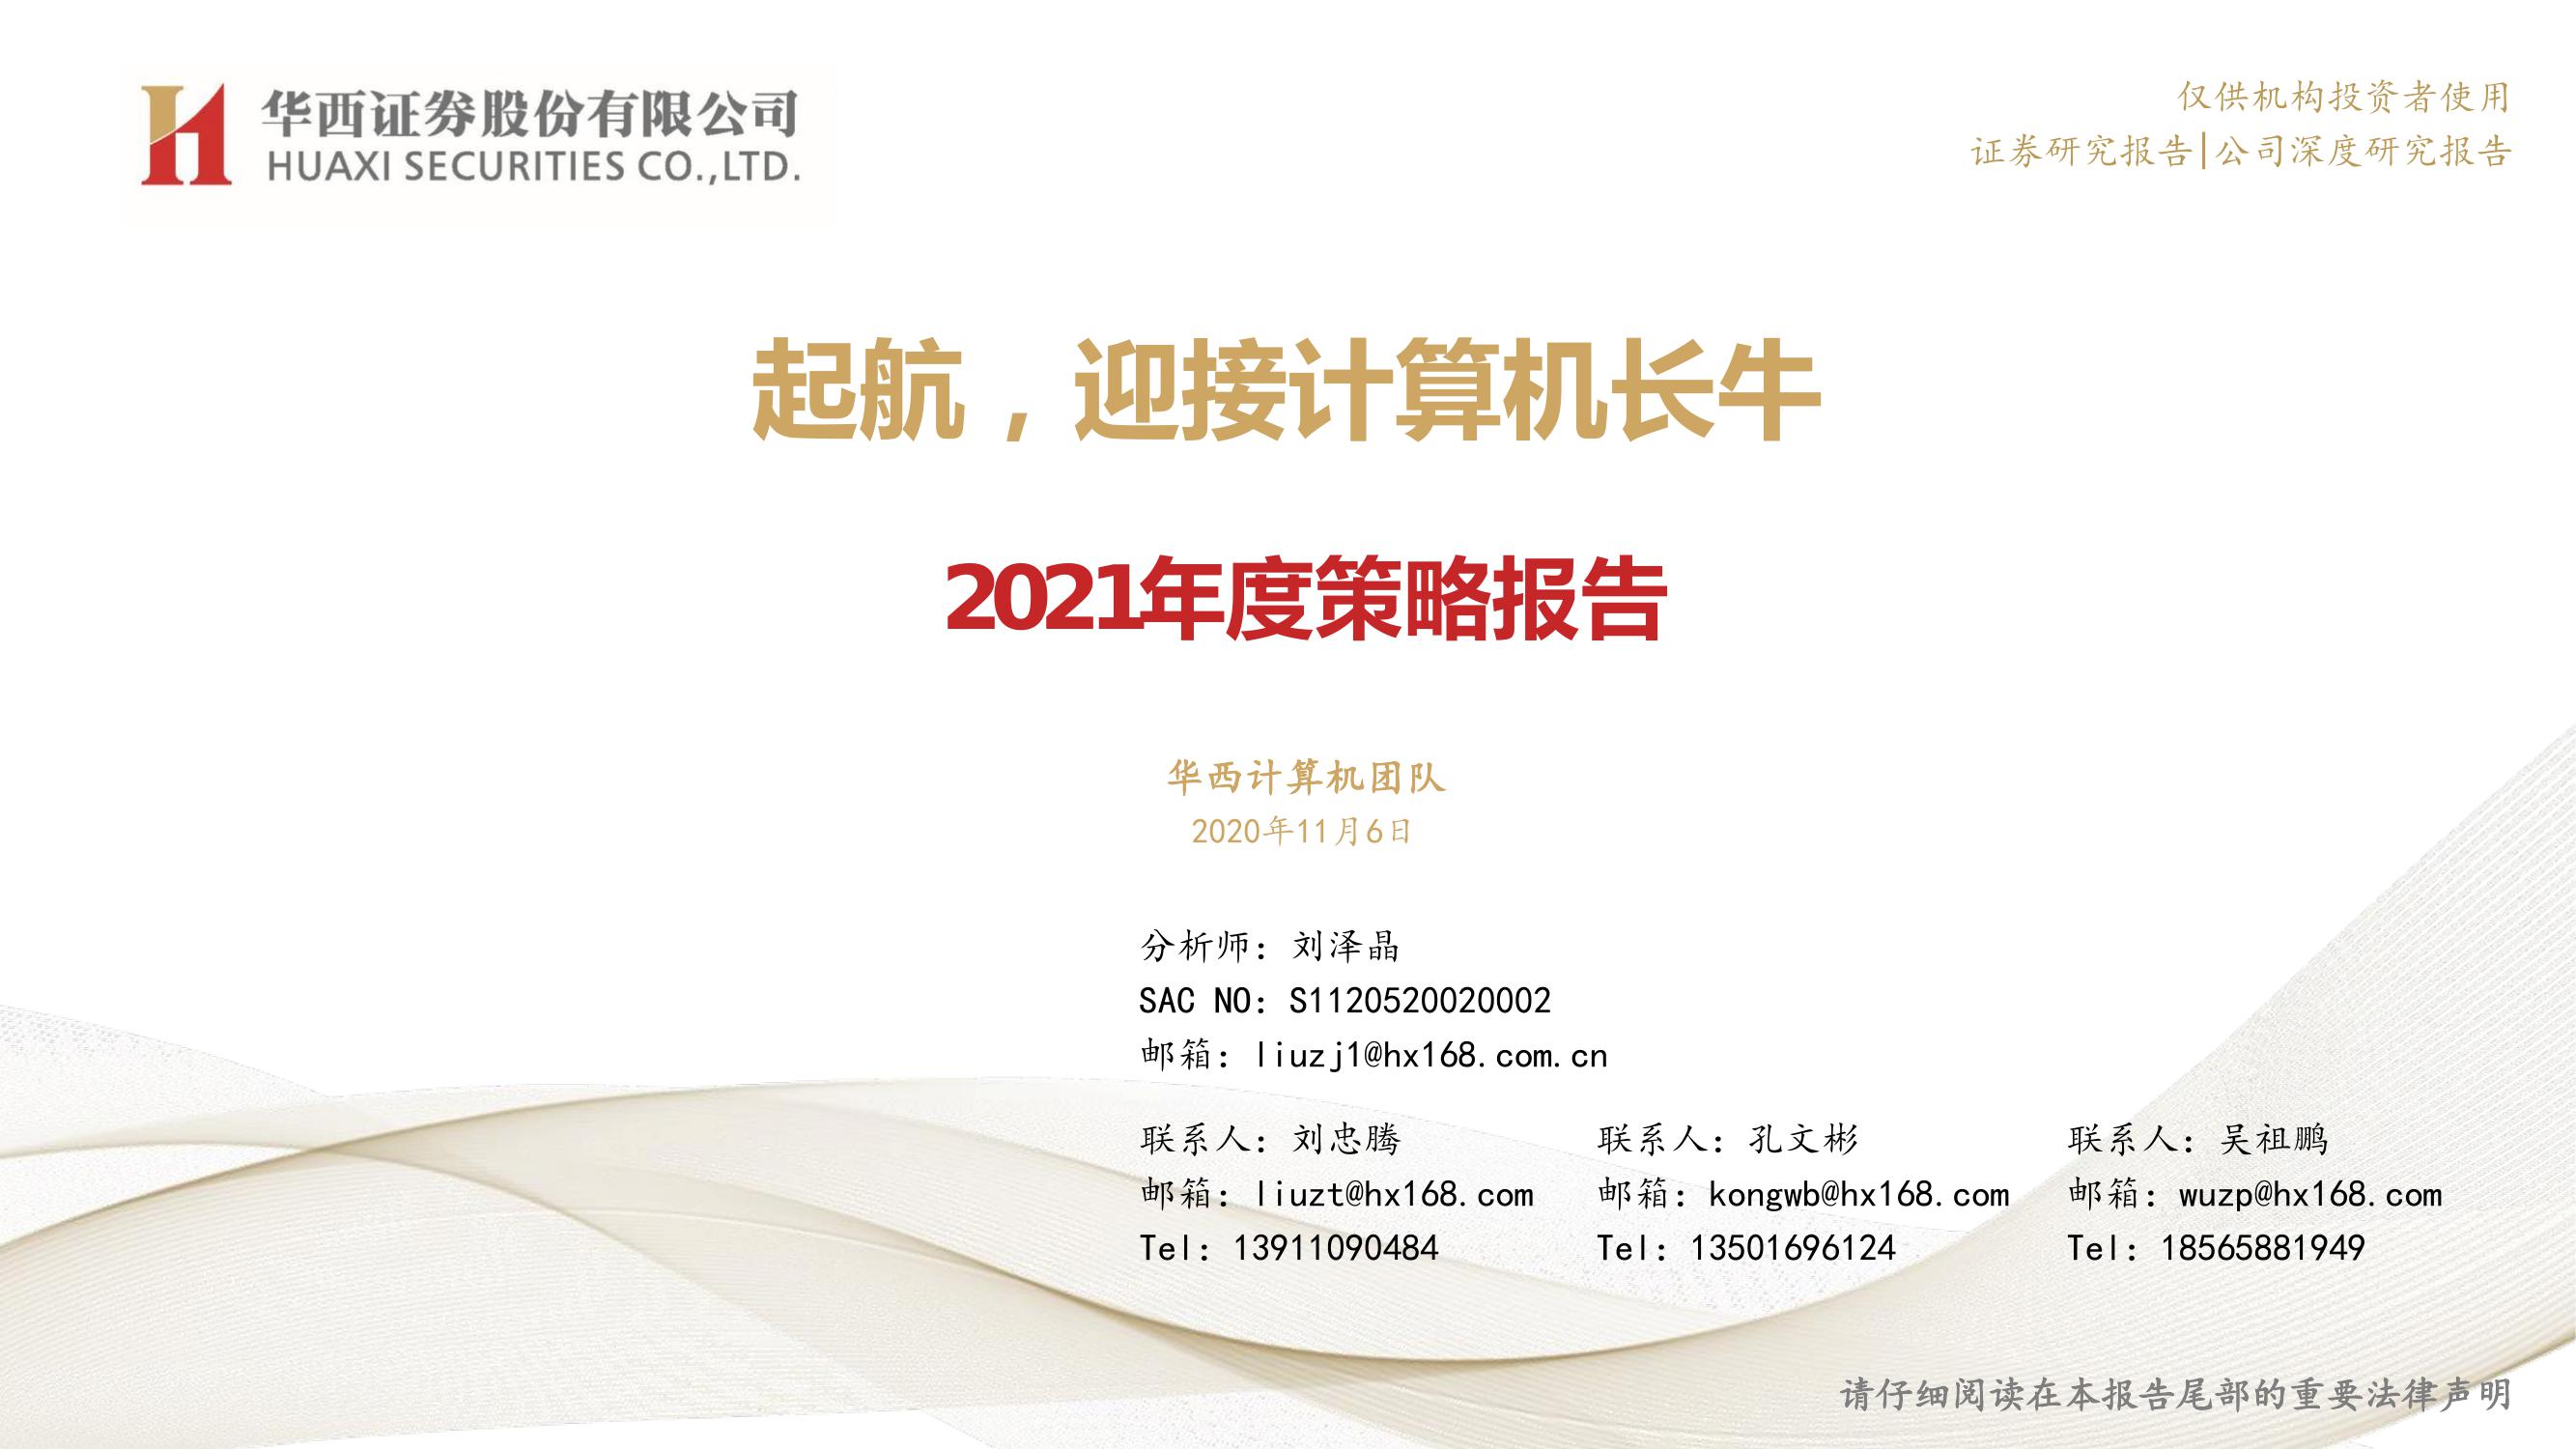 华西证券股份有限公司
HUAXI SECURITIES CO.,LTD.
仅供机构投资者使用
证券研究报告|公司深度研究报告
起航，迎接计算机长牛
2021年度策略报告
华西计算机团队
2020年11月6日
分析师：刘泽晶
SAC NO：S1120520020002
邮箱：liuzj1@hx168.com.cn
联系人：刘忠腾
邮箱：liuzt@hx168.com
Tel：13911090484
联系人：孔文彬
邮箱：kongwb@hx168.com
Tel：13501696124
联系人：吴祖鹏
邮箱：wuzp@hx168.com
Tel：18565881949
请仔细阅读在本报告尾部的重要法律声明